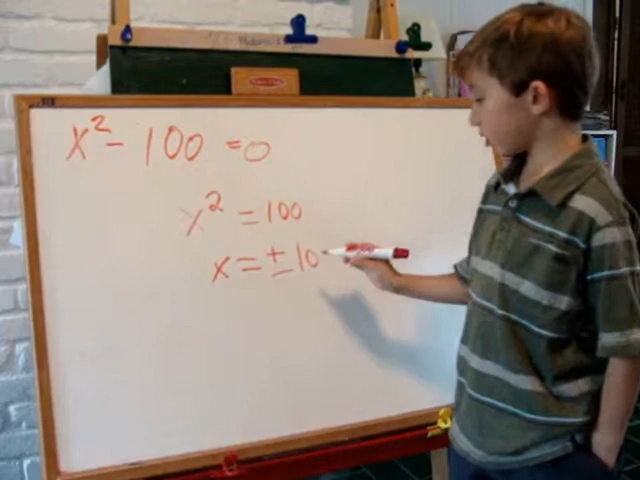 x² - 100 = 0
x² = 100
x = ±10